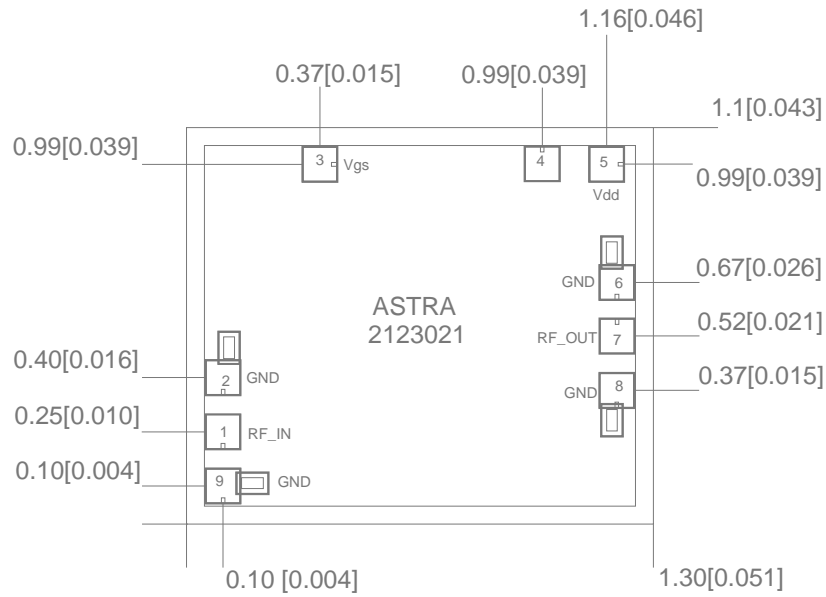 1.16[0.046]
0.37[0.015]
0.99[0.039]
1.1[0.043]
0.99[0.039]
3
Vgs
4
5
Vdd
0.99[0.039]
GND
6
0.67[0.026]
ASTRA
2123021
RF_OUT
7
0.52[0.021]
0.40[0.016]
2
GND
GND
8
0.37[0.015]
0.25[0.010]
1
RF_IN
0.10[0.004]
9
GND
0.10 [0.004]
1.30[0.051]